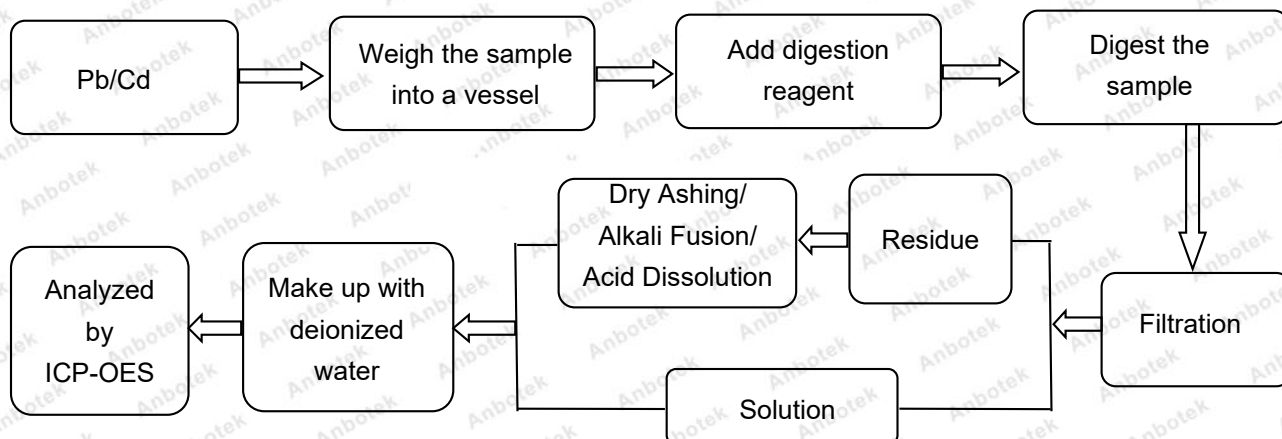 Pb/Cd
Weigh the sample
into a vessel
Add digestion
reagent
Digest the
sample
Filtration
Residue
Dry Ashing/
Alkali Fusion/
Acid Dissolution
Solution
Make up with
deionized
water
Analyzed
by
ICP-OES
Anbotek